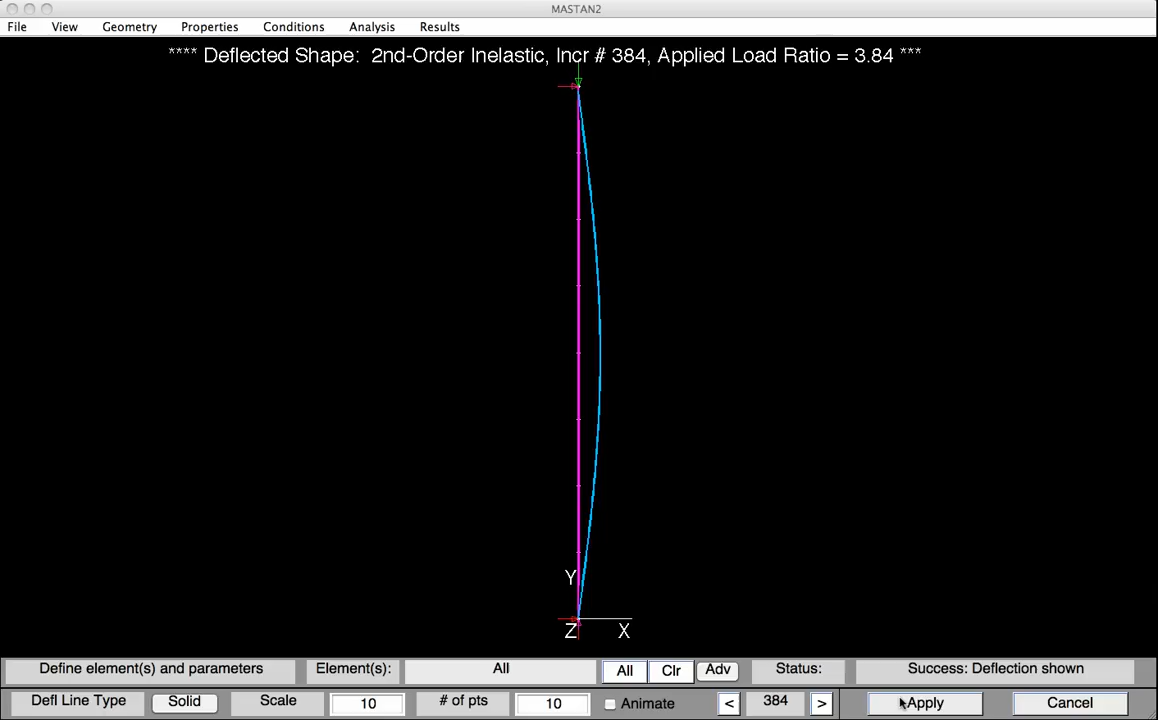 MASTAN2
File View Geometry Properties Conditions Analysis Results
**** Deflected Shape: 2nd-Order Inelastic, Incr # 384, Applied Load Ratio = 3.84 ***
Y
Z X
Define element(s) and parameters Element(s): All All Clr Adv Status: Success: Deflection shown
Defl Line Type Solid Scale 10 # of pts 10 Animate < 384 > Apply Cancel